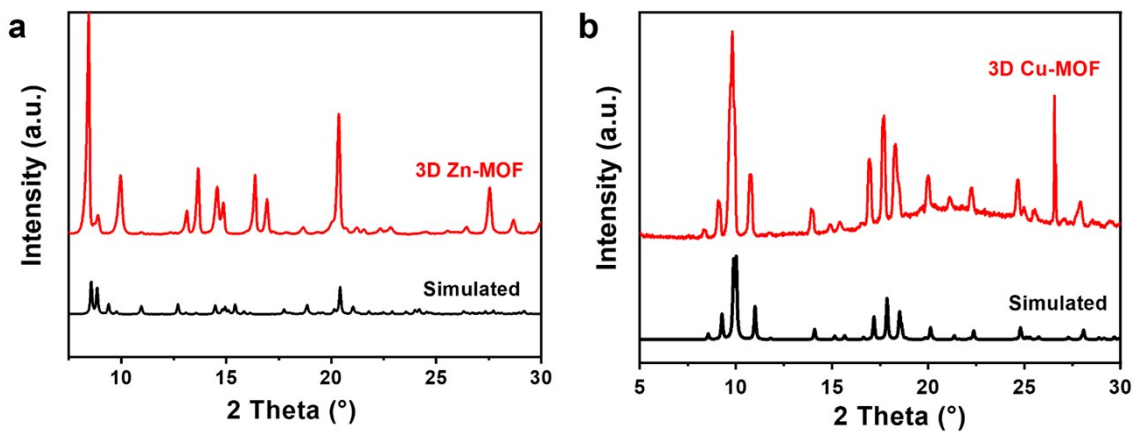 a
Intensity (a.u.)
3D Zn-MOF
Simulated
10 15 20 25 30
2 Theta (°)
b
Intensity (a.u.)
3D Cu-MOF
Simulated
5 10 15 20 25 30
2 Theta (°)